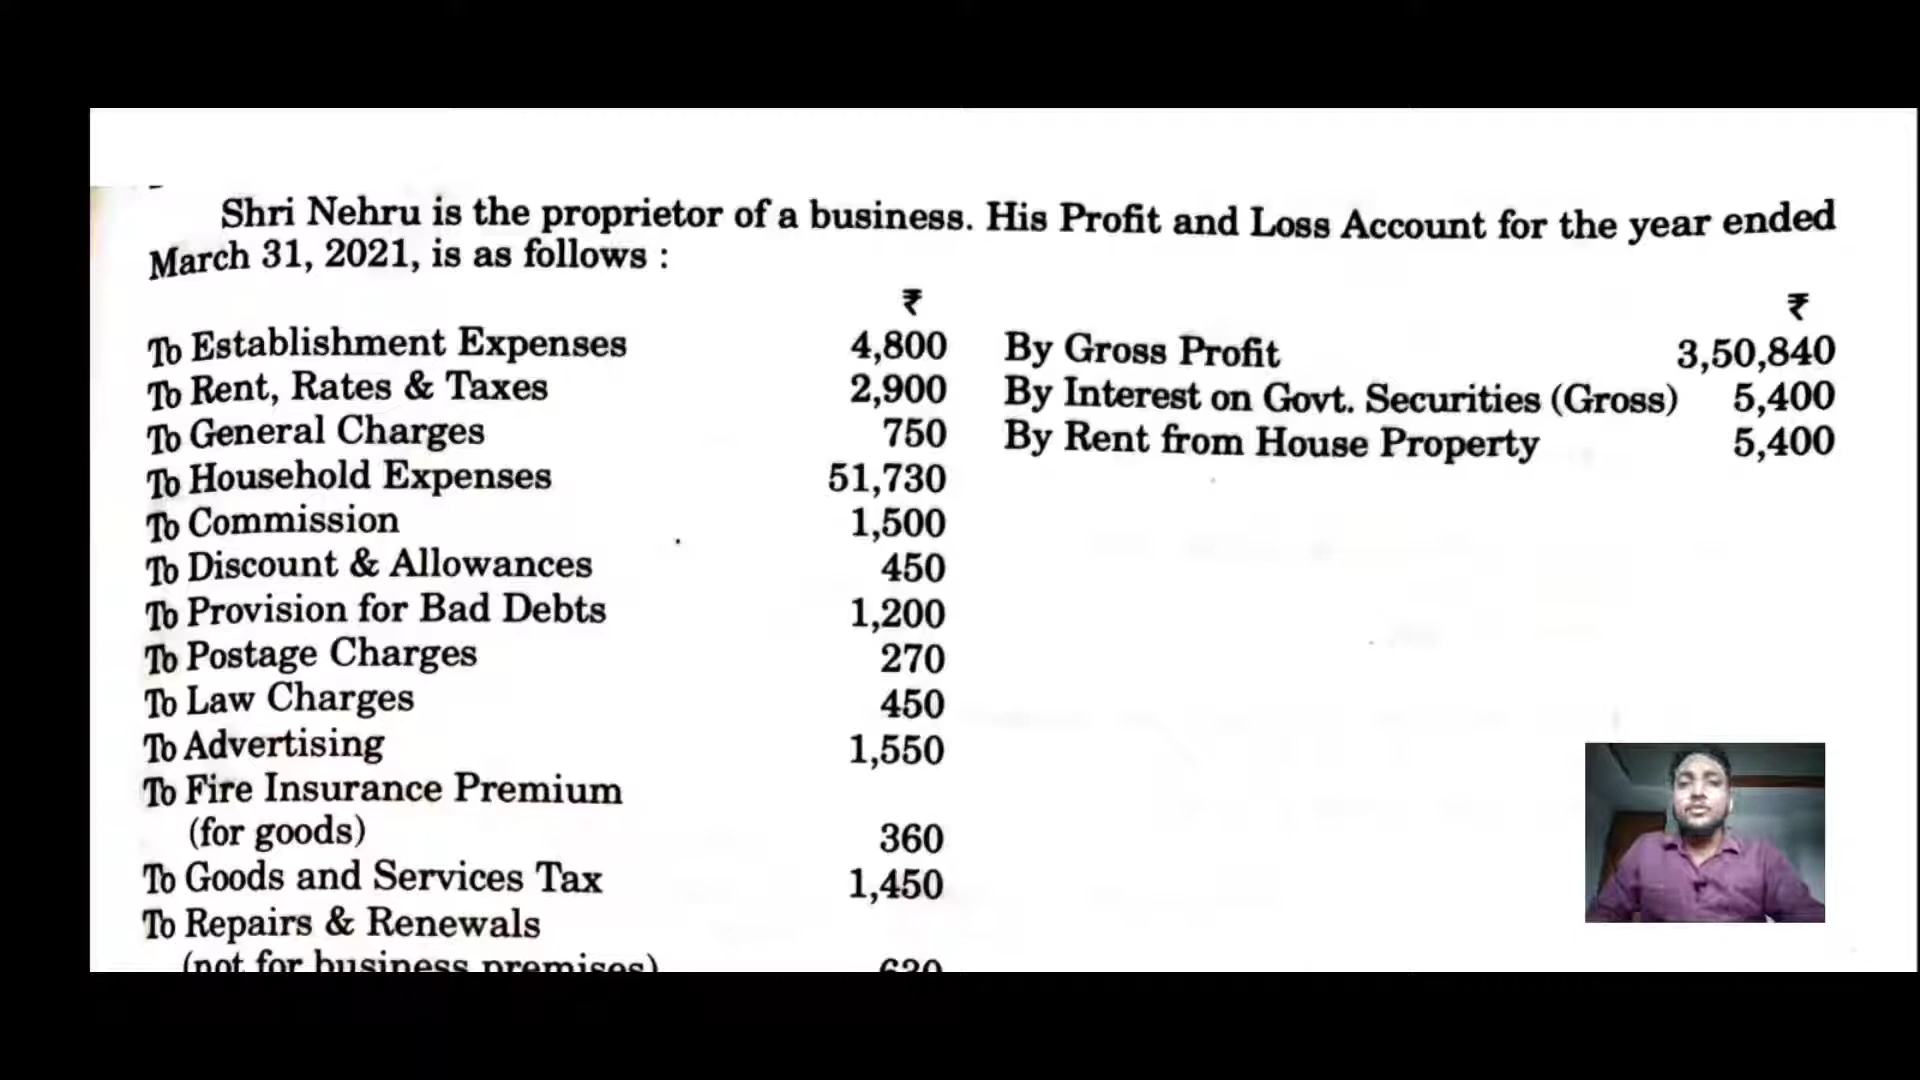 Shri Nehru is the proprietor of a business. His Profit and Loss Account for the year ended
March 31, 2021, is as follows :
₹ ₹
To Establishment Expenses 4,800 By Gross Profit 3,50,840
To Rent, Rates & Taxes 2,900 By Interest on Govt. Securities (Gross) 5,400
To General Charges 750 By Rent from House Property 5,400
To Household Expenses 51,730
To Commission 1,500
To Discount & Allowances 450
To Provision for Bad Debts 1,200
To Postage Charges 270
To Law Charges 450
To Advertising 1,550
To Fire Insurance Premium
(for goods) 360
To Goods and Services Tax 1,450
To Repairs & Renewals
(not for business premises)